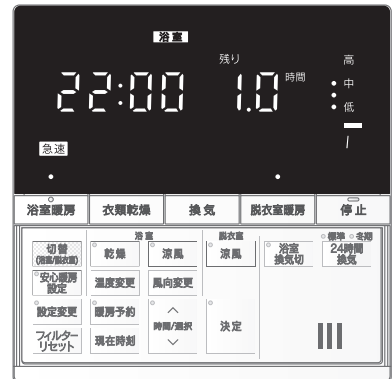 浴室
残り
高
22:00 1.0 時間
中
低
急速
浴室暖房 衣類乾燥 換気 脱衣室暖房 停止
浴室 脱衣室 標準 冬期
切替
(浴室/脱衣室)
乾燥 涼風 涼風
浴室
換気切
24時間
換気
安心暖房
設定
温度変更 風向変更
設定変更 暖房予約
時間/選択
決定
フィルター
リセット
現在時刻